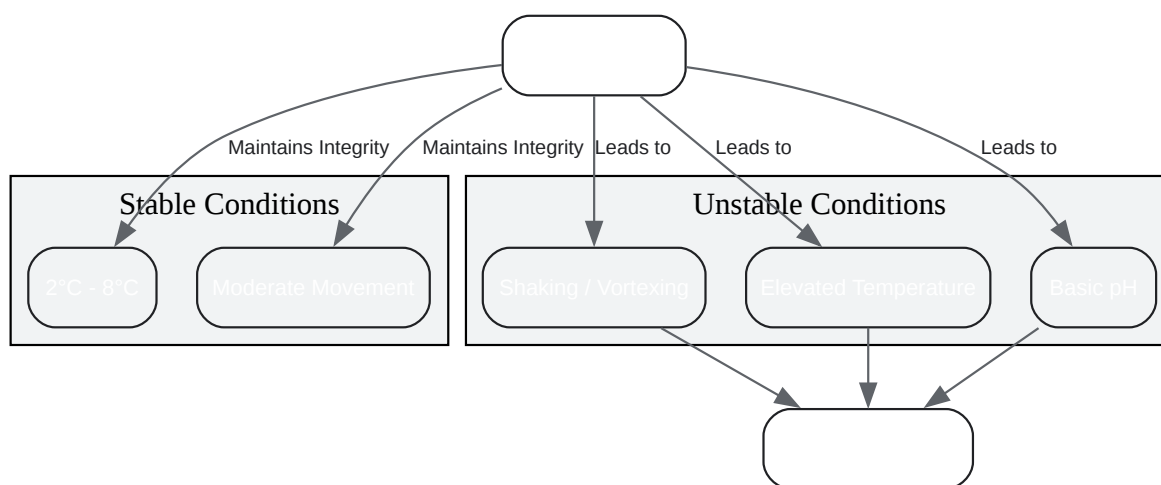 Maintains Integrity
Maintains Integrity
Leads to
Leads to
Leads to
Stable Conditions
Unstable Conditions
2°C - 8°C
Moderate Movement
Shaking / Vortexing
Elevated Temperature
Basic pH